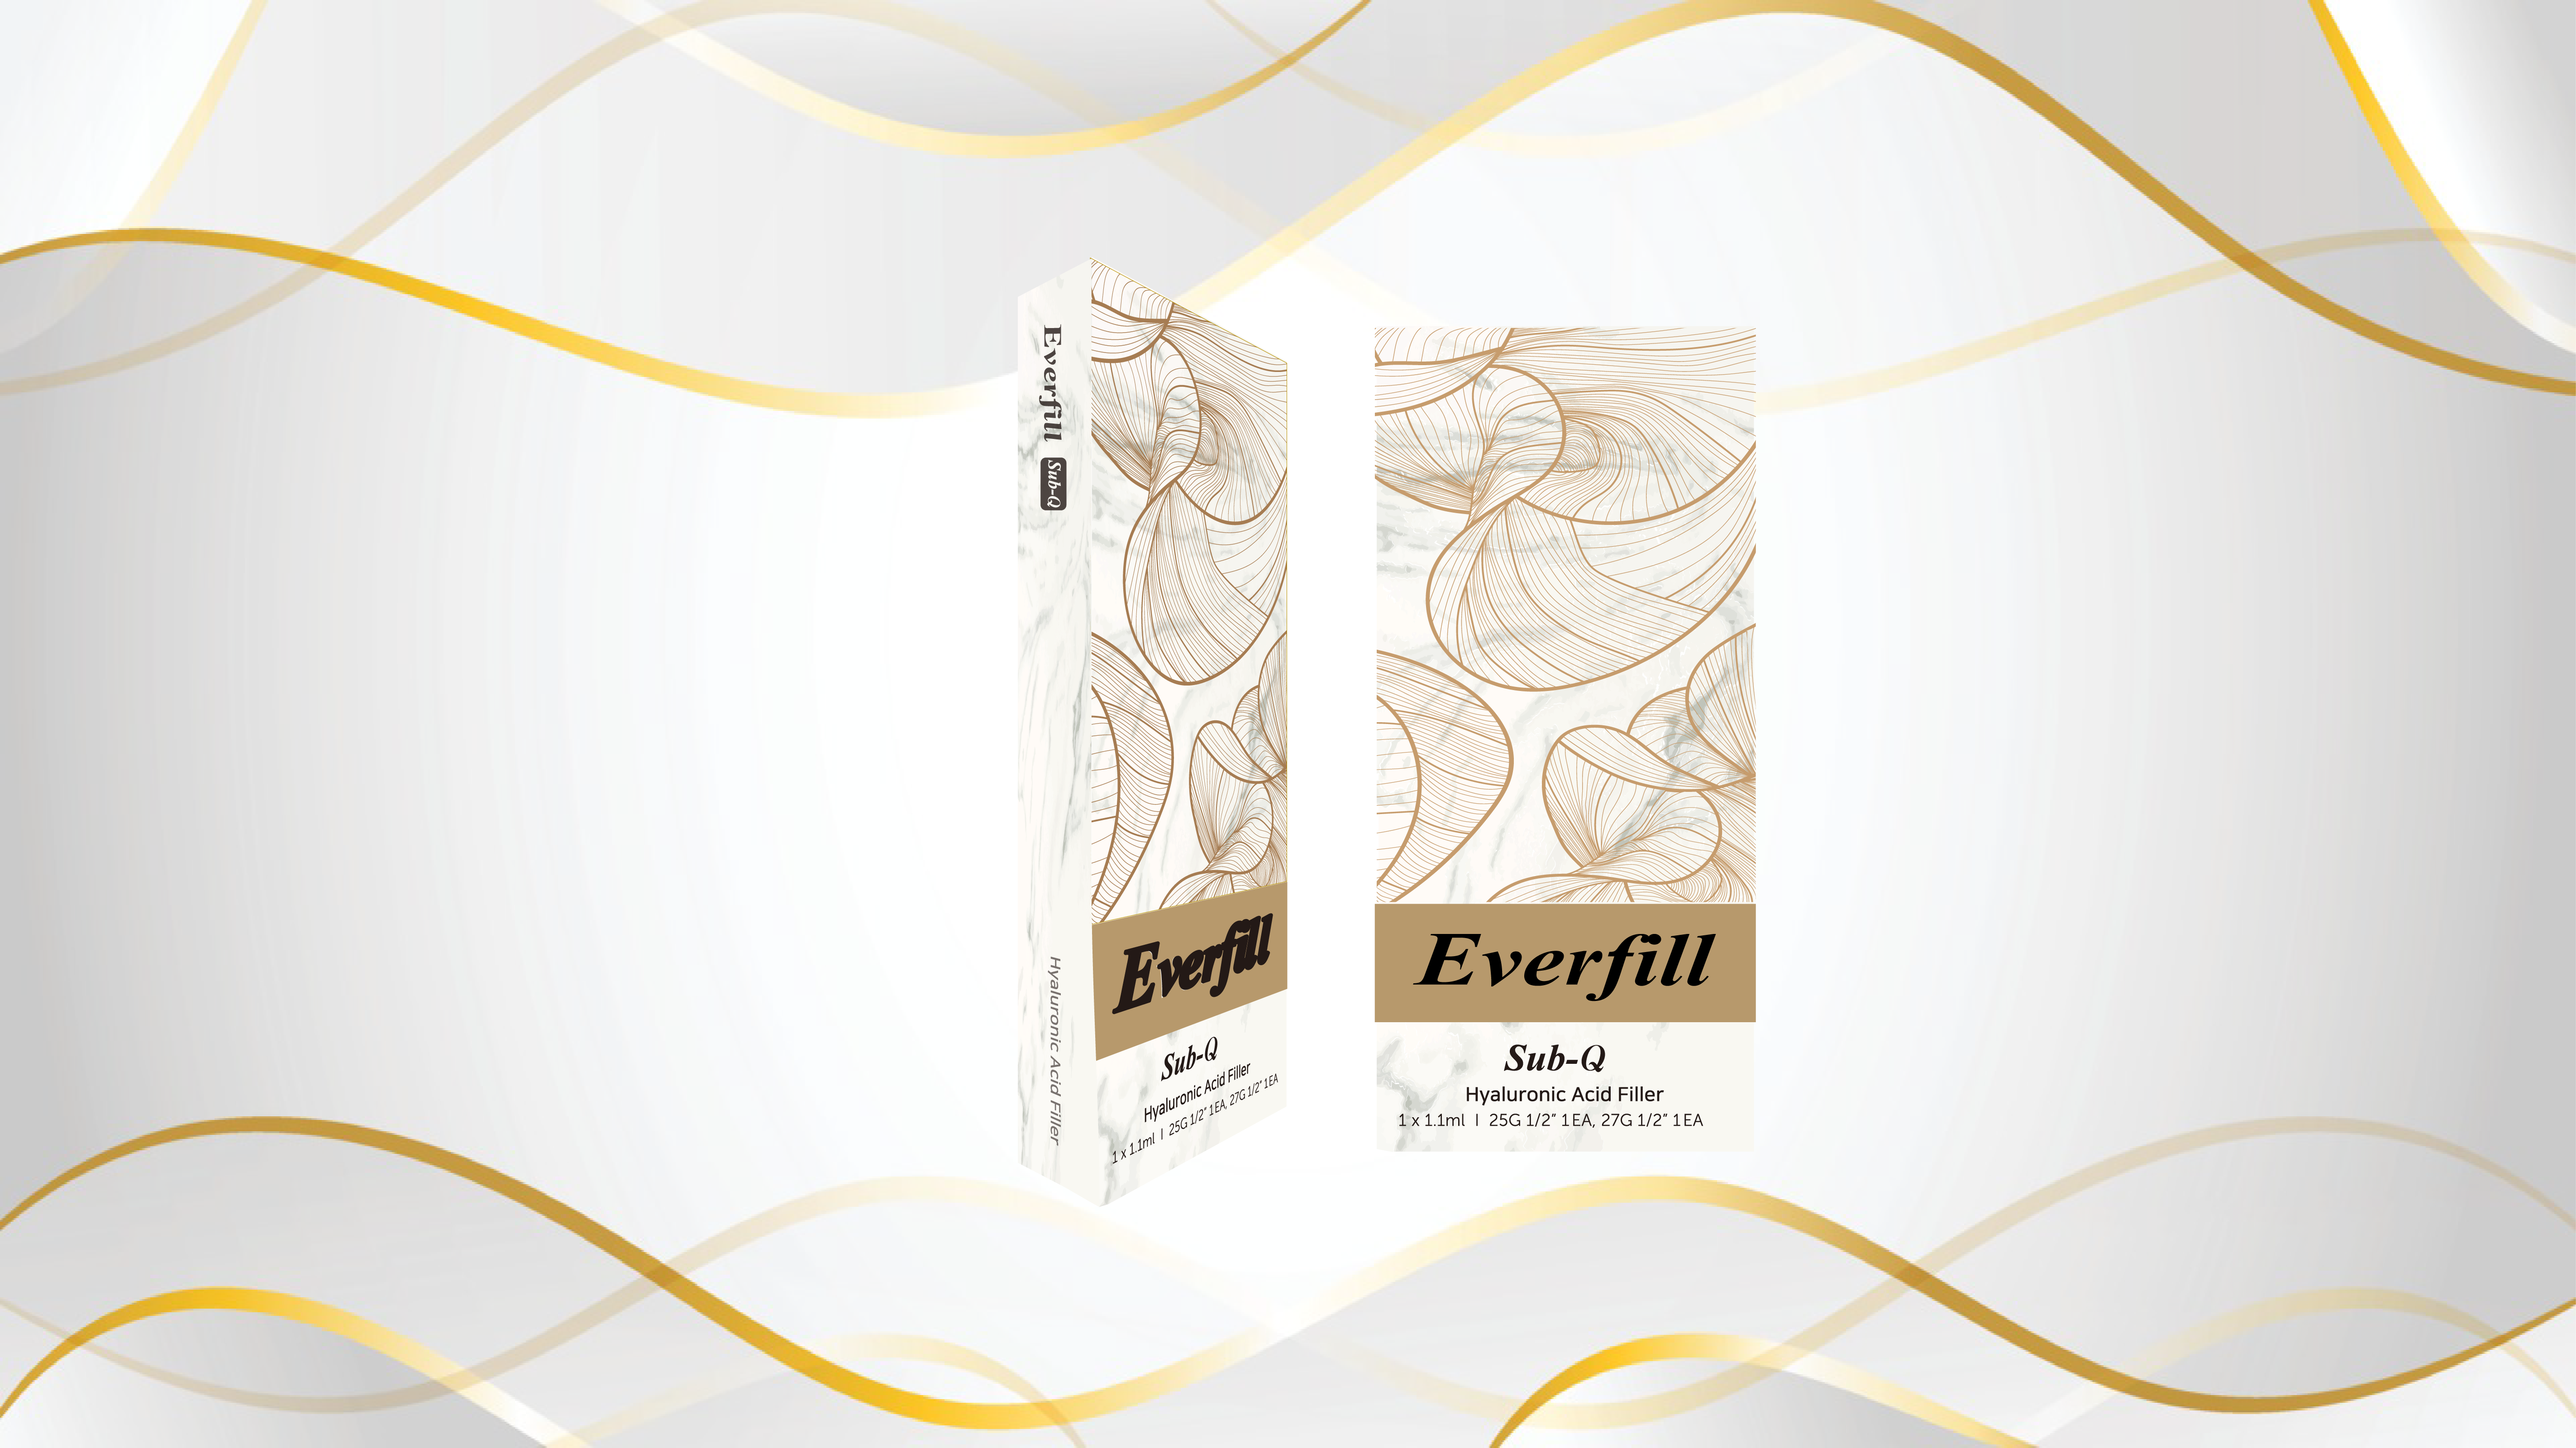 Everfill Sub-Q
Hyaluronic Acid Filler
Everfill
Sub-Q
Hyaluronic Acid Filler
1 x 1.1ml | 25G 1/2" 1EA, 27G 1/2" 1EA
Everfill
Sub-Q
Hyaluronic Acid Filler
1 x 1.1ml | 25G 1/2" 1EA, 27G 1/2" 1EA